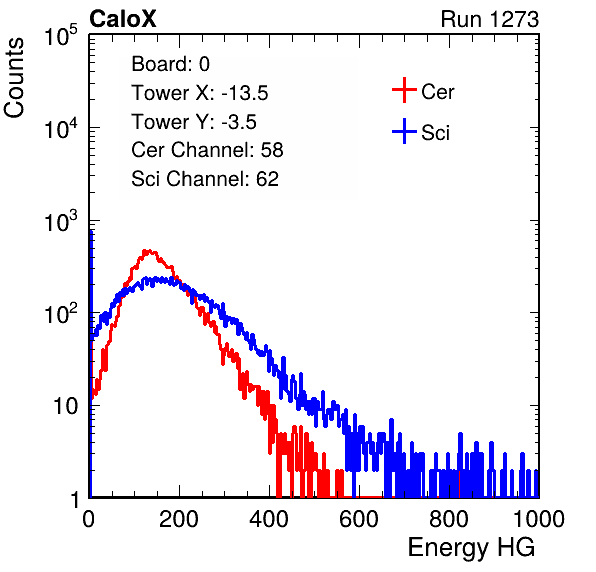 CaloX Run 1273
Counts
10^5
10^4
10^3
10^2
10
1
Board: 0
Tower X: -13.5
Tower Y: -3.5
Cer Channel: 58
Sci Channel: 62
Cer
Sci
0 200 400 600 800 1000
Energy HG